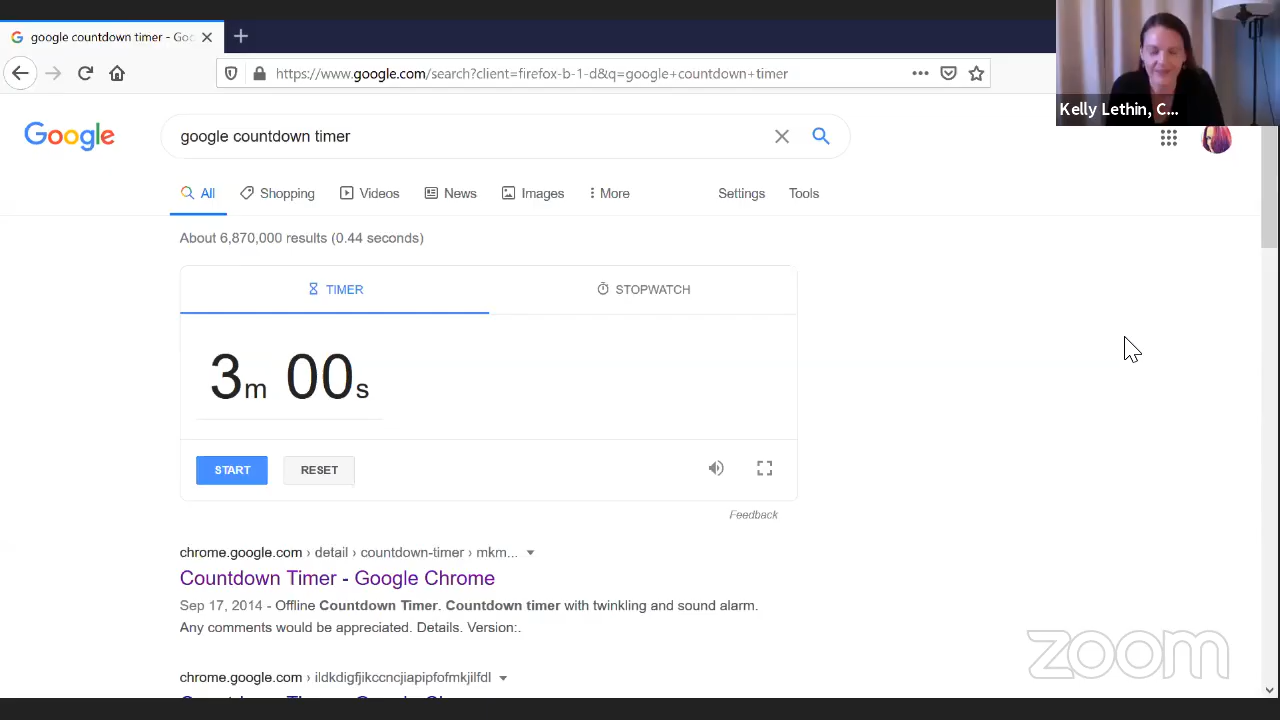 google countdown timer - Goo
https://www.google.com/search?client=firefox-b-1-d&q=google+countdown+timer
Kelly Lethin, C...
Google
google countdown timer
All Shopping Videos News Images More Settings Tools
About 6,870,000 results (0.44 seconds)
TIMER STOPWATCH
3m 00s
START RESET
Feedback
chrome.google.com › detail › countdown-timer › mkm...
Countdown Timer - Google Chrome
Sep 17, 2014 - Offline Countdown Timer. Countdown timer with twinkling and sound alarm.
Any comments would be appreciated. Details. Version:.
zoom
chrome.google.com › ildkdigfjikccncjiapipfofmkjilfdl